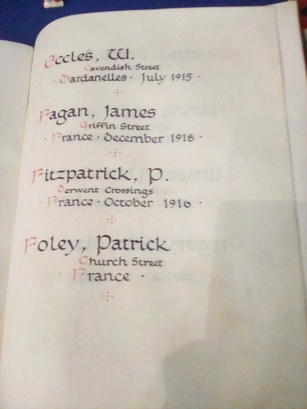 Eccles, W.
Cavendish Street
Dardanelles · July 1915 ·
Fagan, James
Griffin Street
· France · December 1918 ·
Fitzpatrick, P.
Derwent Crossings
· France · October 1916 ·
Foley, Patrick
Church Street
· France ·